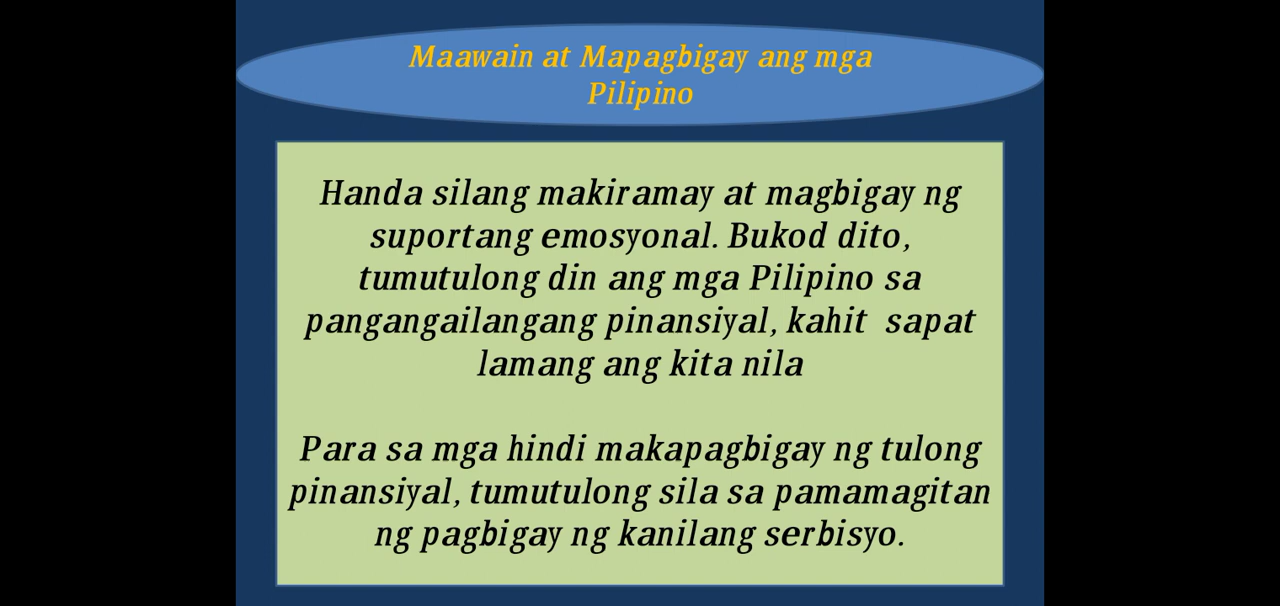 Maawain at Mapagbigay ang mga
Pilipino
Handa silang makiramay at magbigay ng
suportang emosyonal. Bukod dito,
tumutulong din ang mga Pilipino sa
pangangailangang pinansiyal, kahit  sapat
lamang ang kita nila
Para sa mga hindi makapagbigay ng tulong
pinansiyal, tumutulong sila sa pamamagitan
ng pagbigay ng kanilang serbisyo.